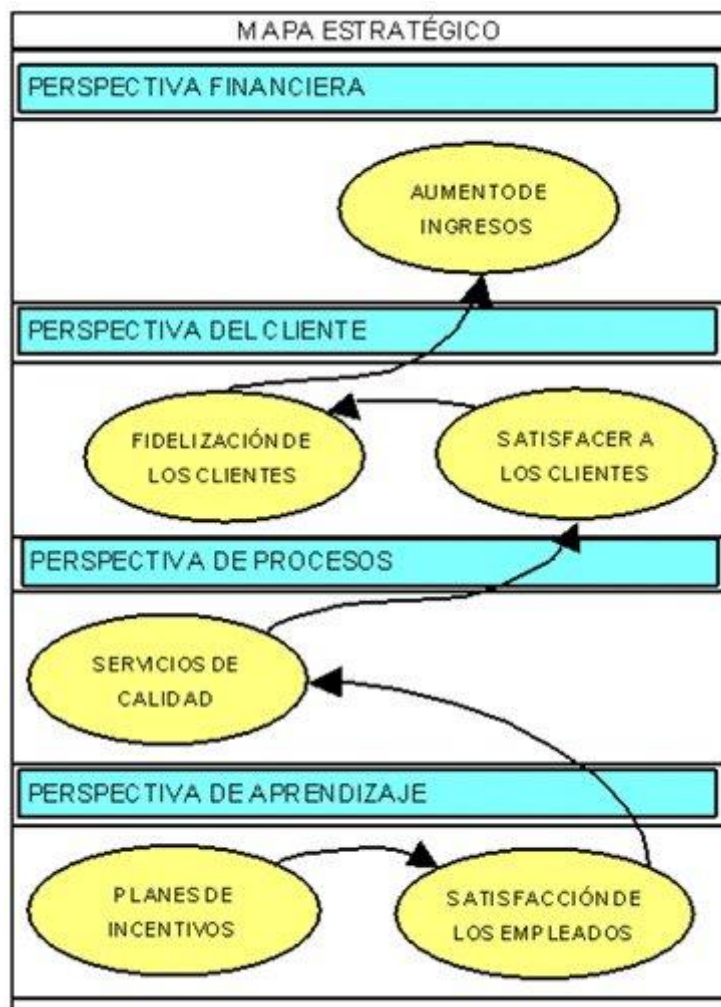 MAPA ESTRATÉGICO
PERSPECTIVA FINANCIERA
AUMENTO DE
INGRESOS
PERSPECTIVA DEL CLIENTE
FIDELIZACIÓN DE
LOS CLIENTES
SATISFACER A
LOS CLIENTES
PERSPECTIVA DE PROCESOS
SERVICIOS DE
CALIDAD
PERSPECTIVA DE APRENDIZAJE
PLANES DE
INCENTIVOS
SATISFACCIÓN DE
LOS EMPLEADOS